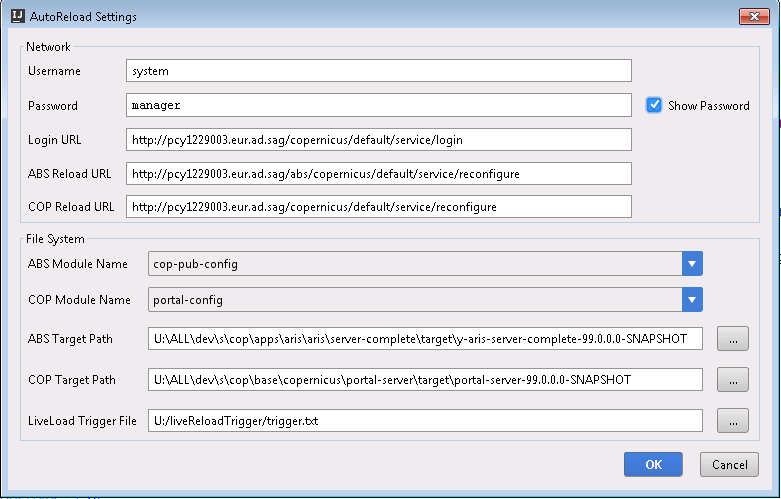 IJ AutoReload Settings
Network
Username system
Password manager Show Password
Login URL http://pcy1229003.eur.ad.sag/copernicus/default/service/login
ABS Reload URL http://pcy1229003.eur.ad.sag/abs/copernicus/default/service/reconfigure
COP Reload URL http://pcy1229003.eur.ad.sag/copernicus/default/service/reconfigure
File System
ABS Module Name cop-pub-config
COP Module Name portal-config
ABS Target Path U:\ALL\dev\s\cop\apps\aris\aris\server-complete\target\y-aris-server-complete-99.0.0.0-SNAPSHOT ...
COP Target Path U:\ALL\dev\s\cop\base\copernicus\portal-server\target\portal-server-99.0.0.0-SNAPSHOT ...
LiveLoad Trigger File U:/liveReloadTrigger/trigger.txt ...
OK Cancel